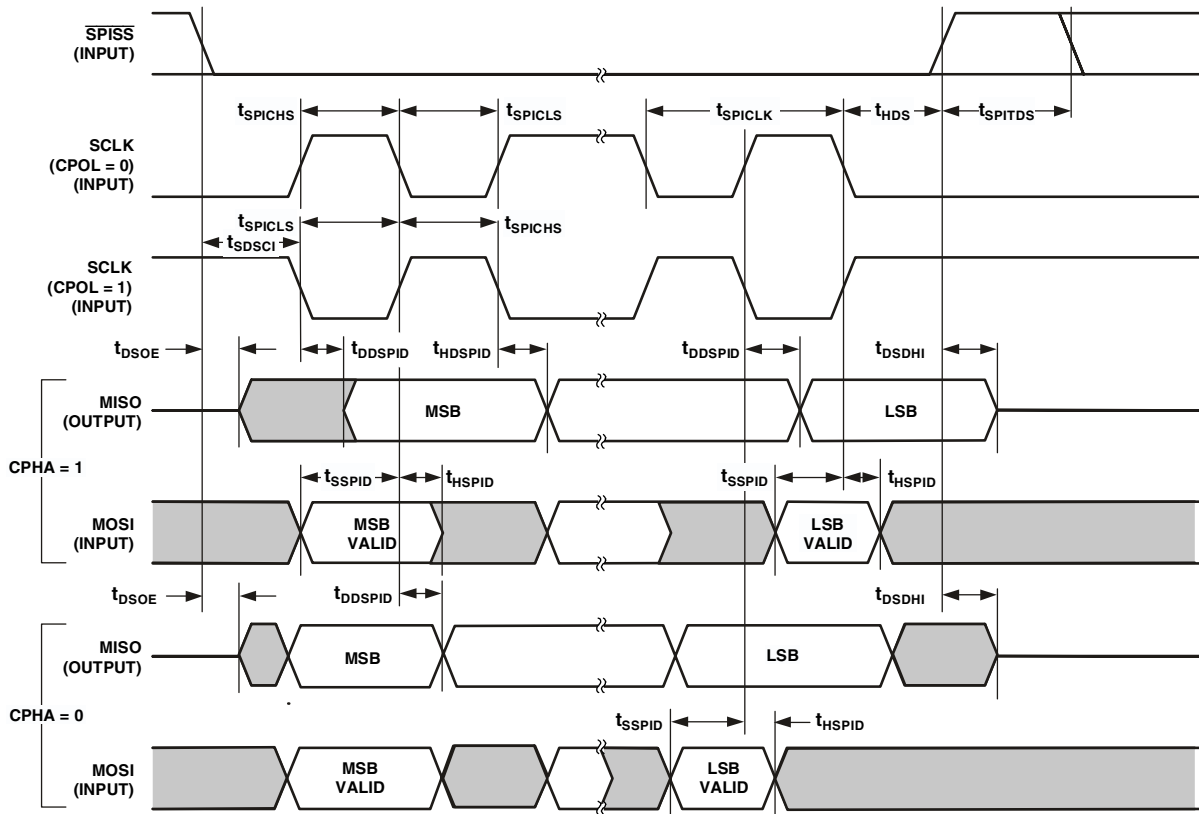 SPISS
(INPUT)
tSPICHS
tSPICLS
tSPICLK
tHDS
tSPITDS
SCLK
(CPOL = 0)
(INPUT)
tSPICLS
tSPICHS
tSDSCI
SCLK
(CPOL = 1)
(INPUT)
tDSOE
tDDSPID
tHDSPID
tDDSPID
tDSDHI
MISO
(OUTPUT)
MSB
LSB
CPHA = 1
tSSPID
tHSPID
tSSPID
tHSPID
MOSI
(INPUT)
MSB
VALID
LSB
VALID
tDSOE
tDDSPID
tDSDHI
MISO
(OUTPUT)
MSB
LSB
CPHA = 0
tSSPID
tHSPID
MOSI
(INPUT)
MSB
VALID
LSB
VALID